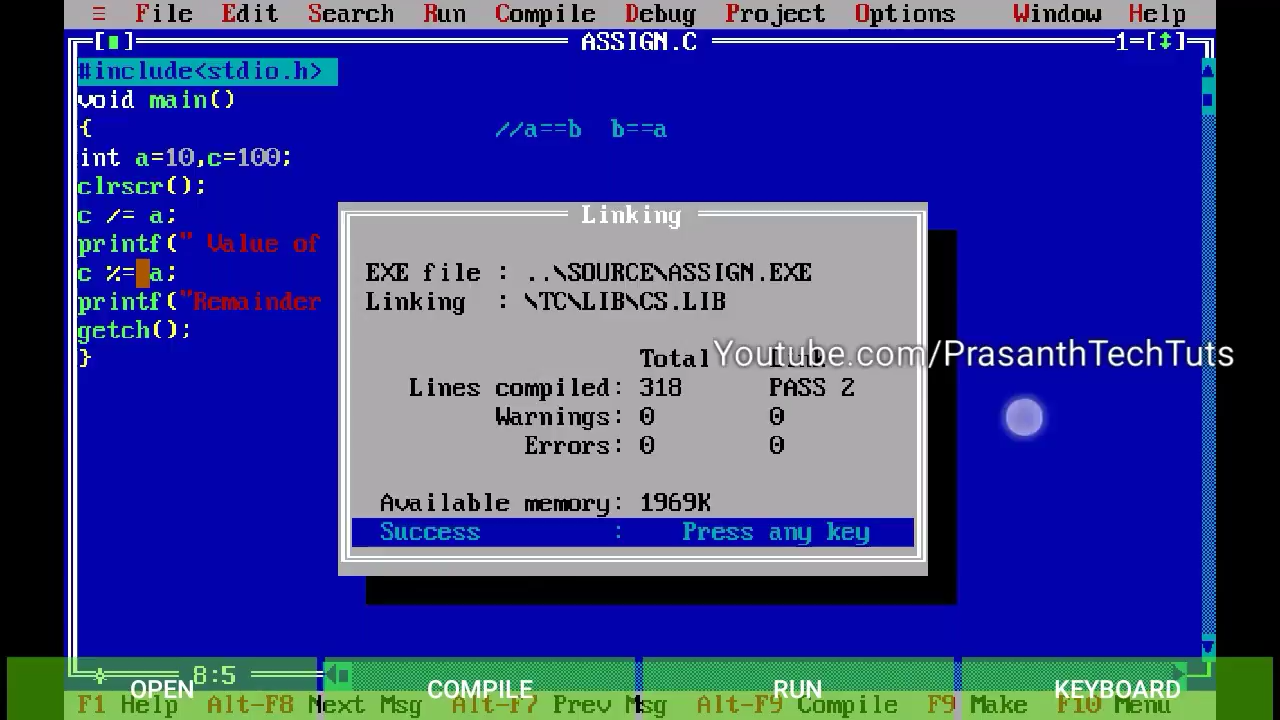 ≡ File Edit Search Run Compile Debug Project Options Window Help
ASSIGN.C 1=[↕]
#include<stdio.h>
void main()
{ //a==b b==a
int a=10,c=100;
clrscr();
c /= a;
printf(" Value of
c %= a;
printf("Remainder
getch();
}
Linking
EXE file : ..\SOURCE\ASSIGN.EXE
Linking : \TC\LIB\CS.LIB
Total Link
Lines compiled: 318 PASS 2
Warnings: 0 0
Errors: 0 0
Available memory: 1969K
Success : Press any key
Youtube.com/PrasanthTechTuts
8:5
OPEN COMPILE RUN KEYBOARD
F1 Help Alt-F8 Next Msg Alt-F7 Prev Msg Alt-F9 Compile F9 Make F10 Menu